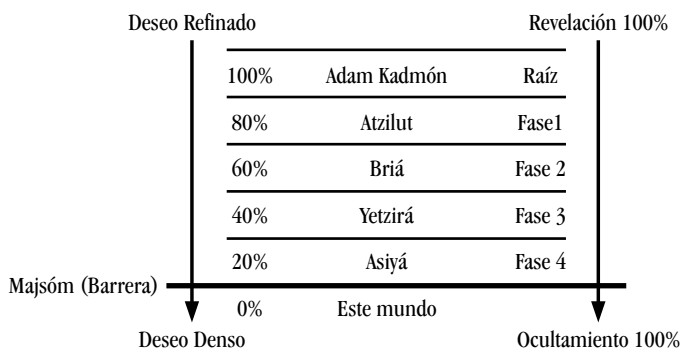 Deseo Refinado Revelación 100%
100% Adam Kadmón Raíz
80% Atzilut Fase1
60% Briá Fase 2
40% Yetzirá Fase 3
20% Asiyá Fase 4
Majsóm (Barrera)
0% Este mundo
Deseo Denso Ocultamiento 100%